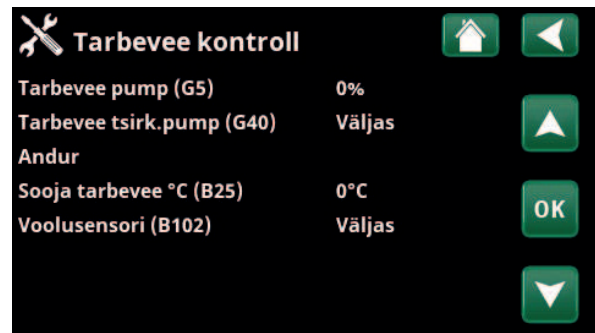 Tarbevee kontroll
Tarbevee pump (G5) 0%
Tarbevee tsirk.pump (G40) Väljas
Andur
Sooja tarbevee °C (B25) 0°C
Voolusensori (B102) Väljas
OK